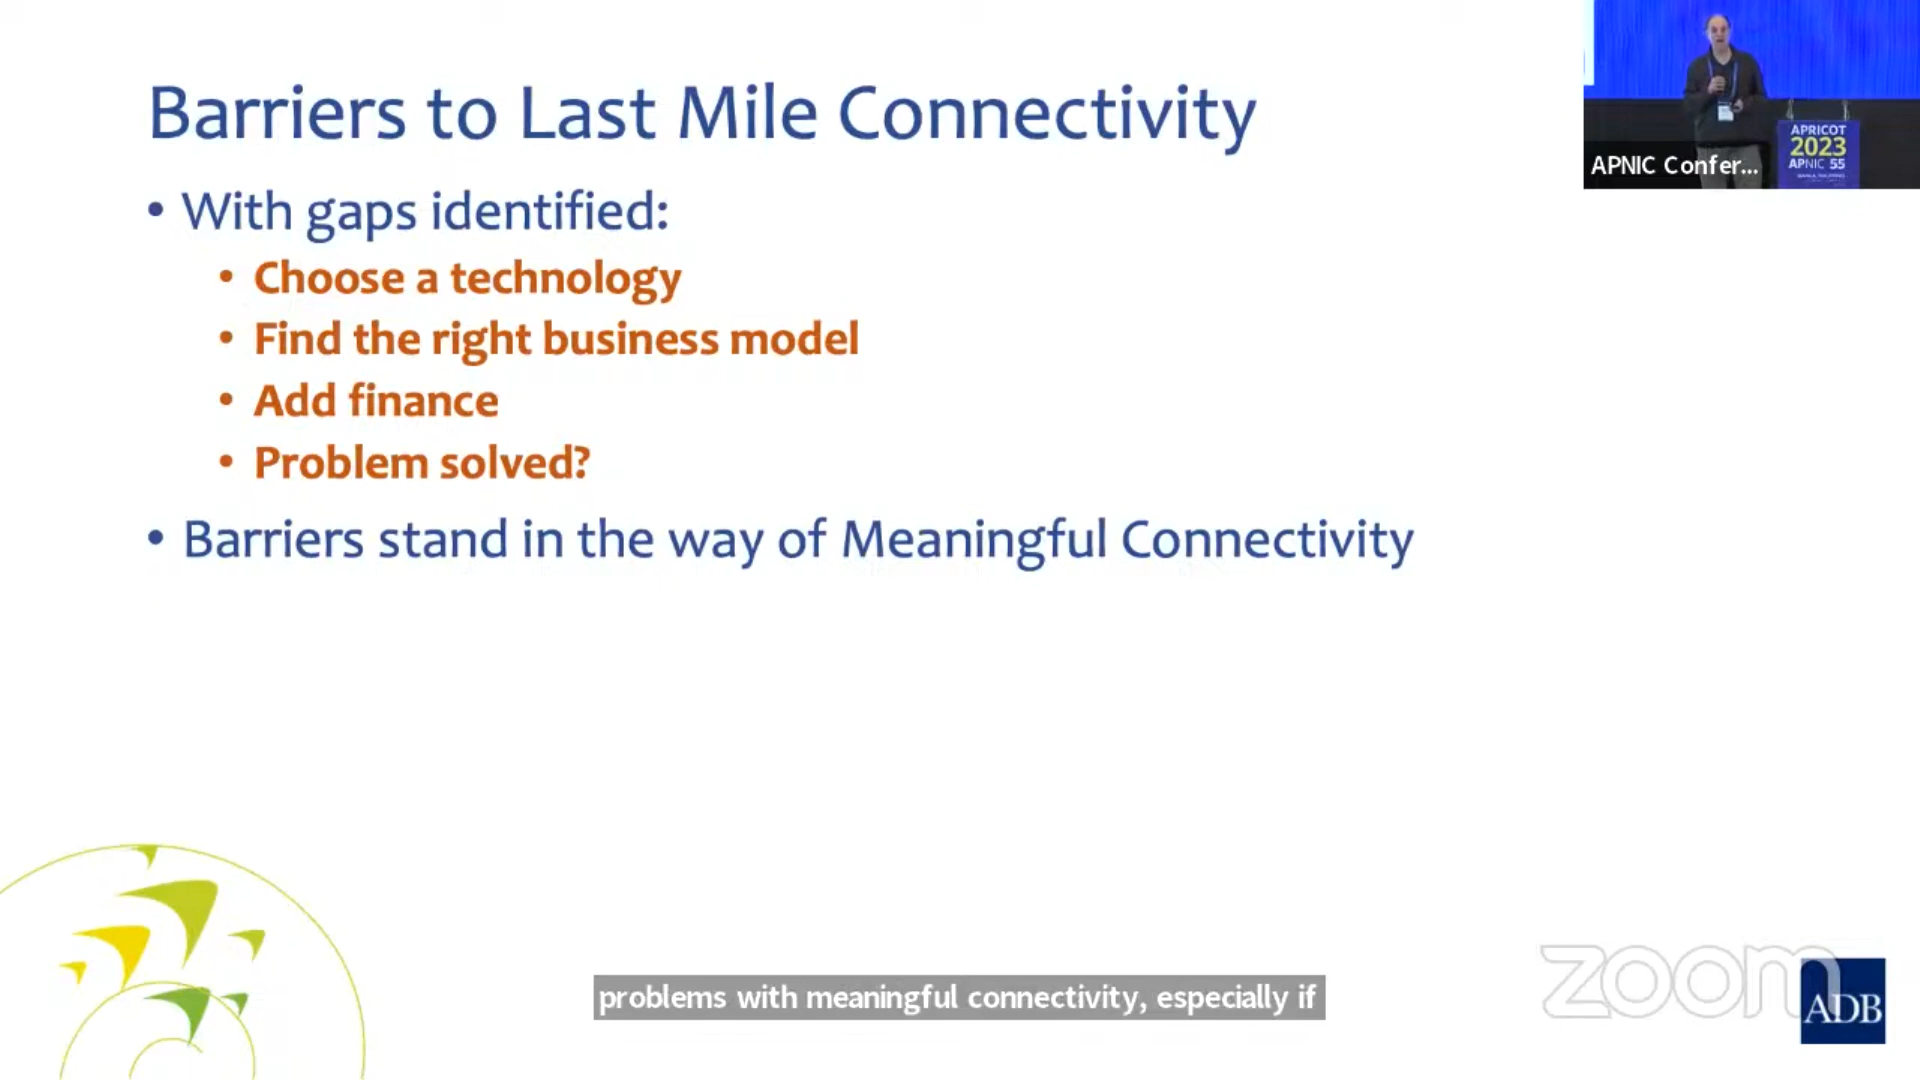 Barriers to Last Mile Connectivity
• With gaps identified:
• Choose a technology
• Find the right business model
• Add finance
• Problem solved?
• Barriers stand in the way of Meaningful Connectivity
APRICOT
2023
APNIC 55
APNIC Confer...
problems with meaningful connectivity, especially if
zoom
ADB